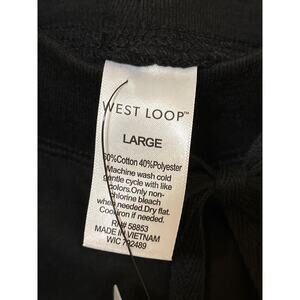 WEST LOOP™
LARGE
60%Cotton 40%Polyester
Machine wash cold
gentle cycle with like
colors.Only non-
chlorine bleach
when needed.Dry flat.
Cool iron if needed.
RN# 58853
MADE IN VIETNAM
WIC 792489